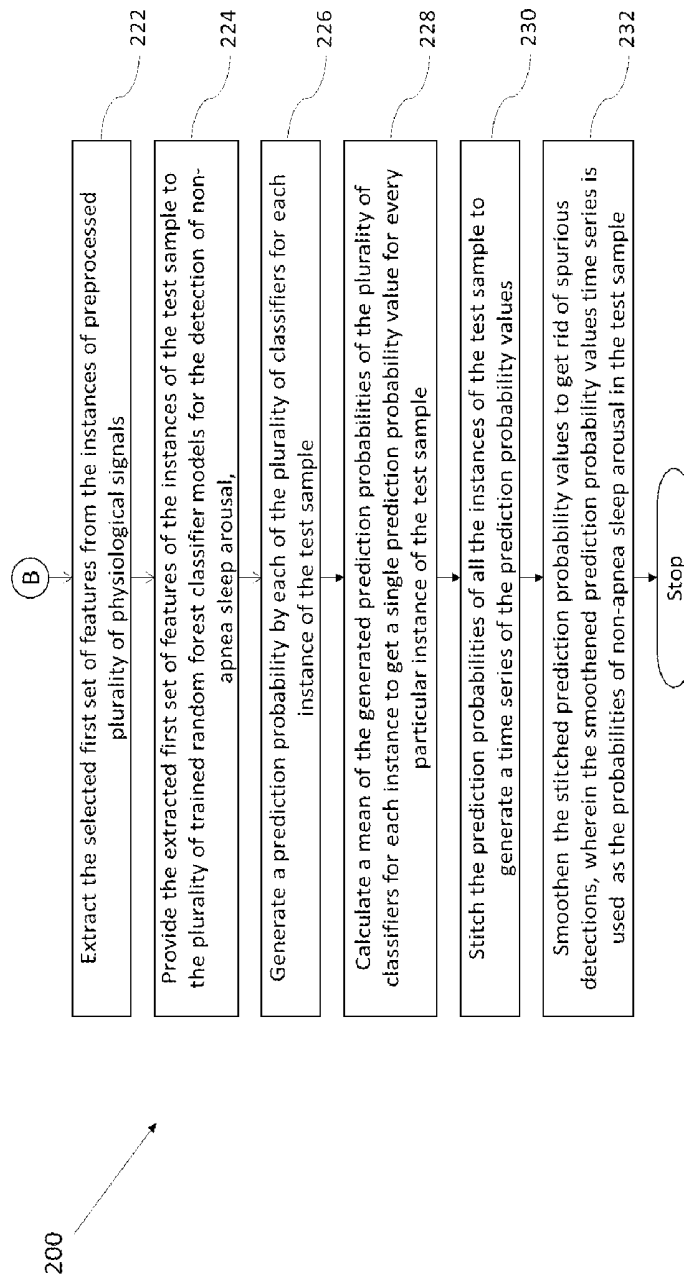 B
Extract the selected first set of features from the instances of preprocessed
plurality of physiological signals
222
Provide the extracted first set of features of the instances of the test sample to
the plurality of trained random forest classifier models for the detection of non-
apnea sleep arousal,
224
Generate a prediction probability by each of the plurality of classifiers for each
instance of the test sample
226
Calculate a mean of the generated prediction probabilities of the plurality of
classifiers for each instance to get a single prediction probability value for every
particular instance of the test sample
228
Stitch the prediction probabilities of all the instances of the test sample to
generate a time series of the prediction probability values
230
Smoothen the stitched prediction probability values to get rid of spurious
detections, wherein the smoothened prediction probability values time series is
used as the probabilities of non-apnea sleep arousal in the test sample
232
Stop
200